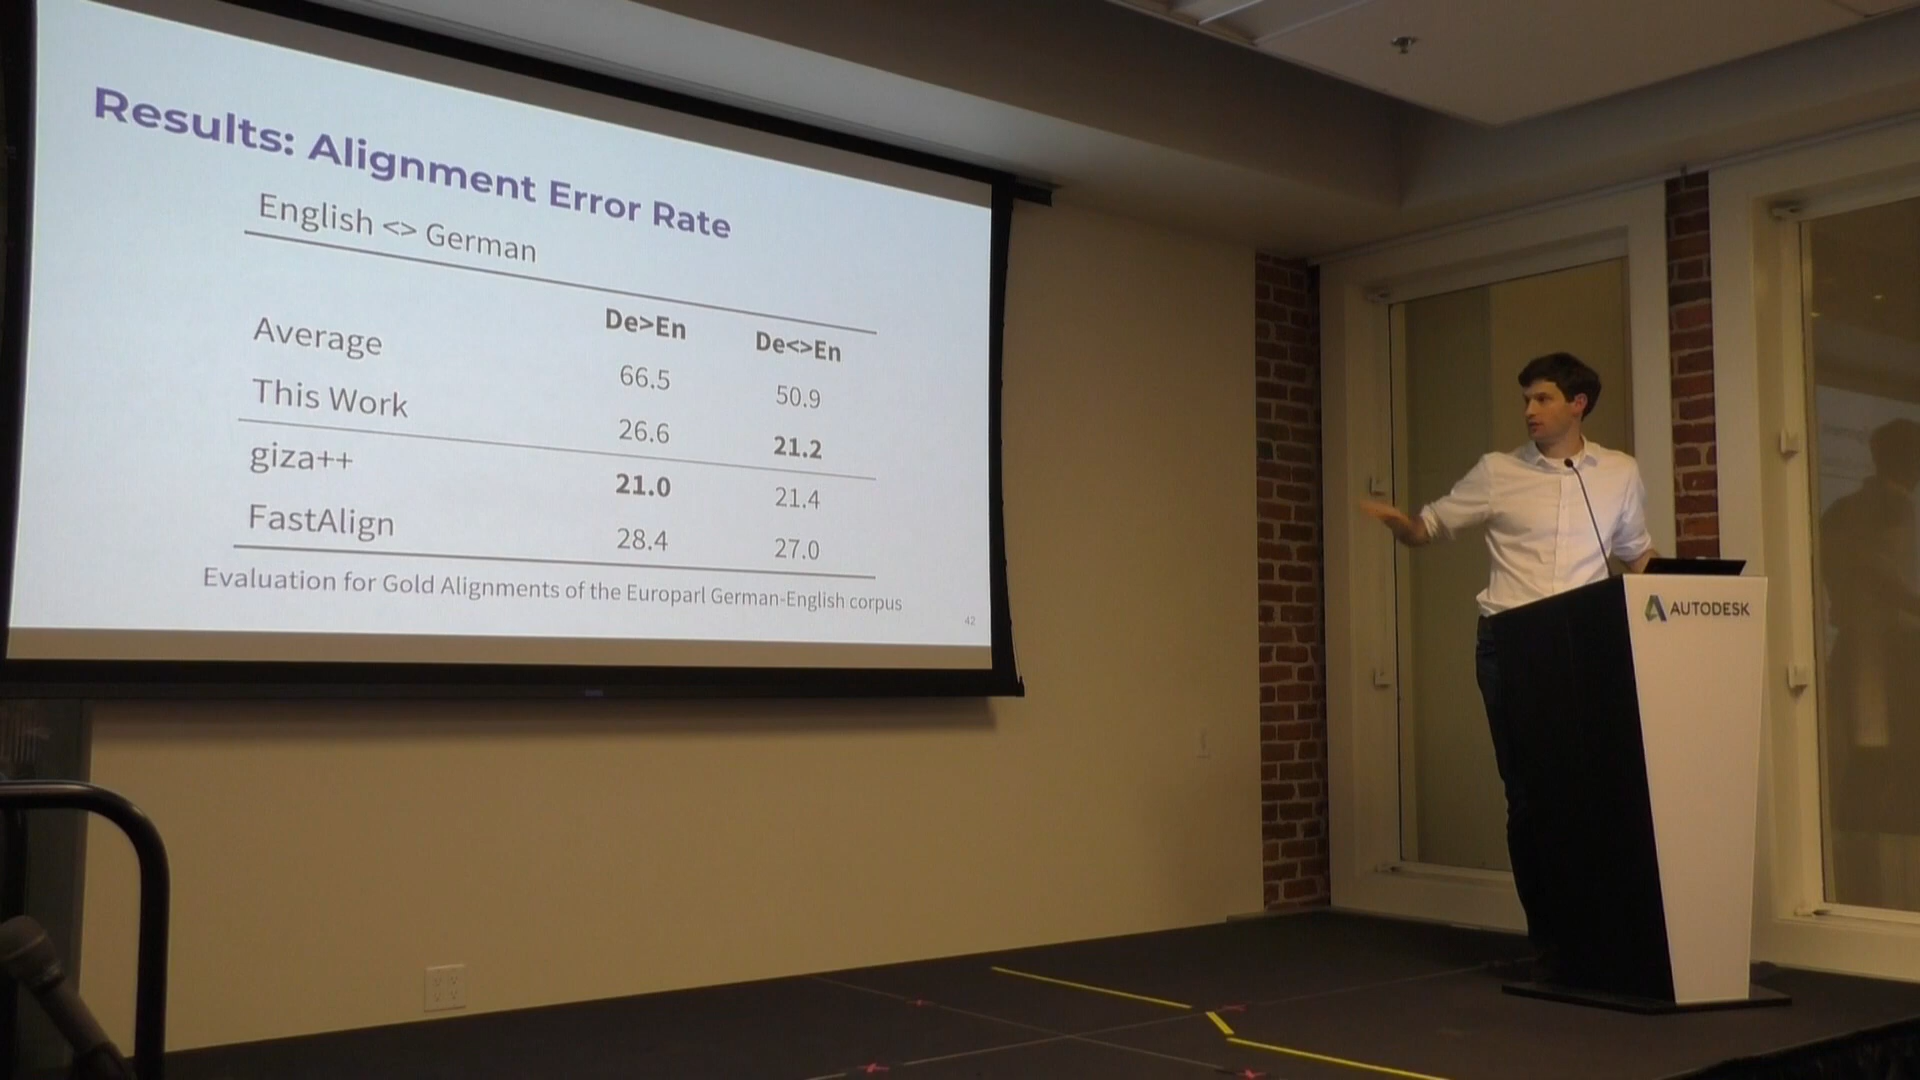 Results: Alignment Error Rate
English <> German
De>En De<>En
Average 66.5 50.9
This Work 26.6 21.2
giza++ 21.0 21.4
FastAlign 28.4 27.0
Evaluation for Gold Alignments of the Europarl German-English corpus
42
AUTODESK